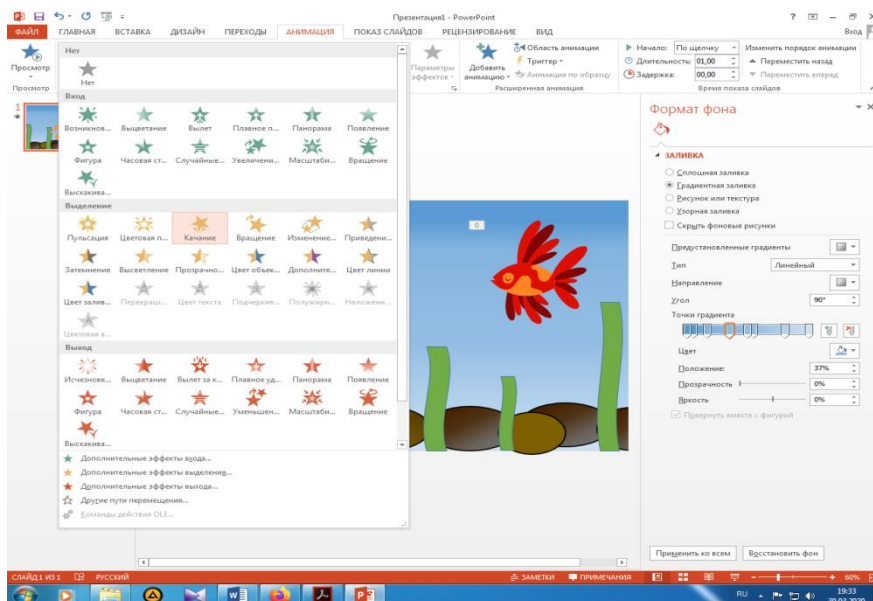 Презентация1 - PowerPoint
ФАЙЛ ГЛАВНАЯ ВСТАВКА ДИЗАЙН ПЕРЕХОДЫ АНИМАЦИЯ ПОКАЗ СЛАЙДОВ РЕЦЕНЗИРОВАНИЕ ВИД Вход
Просмотр
Просмотр
Параметры эффектов
Добавить анимацию
Область анимации
Триггер
Анимация по образцу
Расширенная анимация
Начало: По щелчку
Длительность: 01,00
Задержка: 00,00
Изменить порядок анимации
Переместить назад
Переместить вперед
Время показа слайдов
Нет
Нет
Вход
Возникнов... Выцветание Вылет Плавное п... Панорама Появление
Фигура Часовая ст... Случайные... Увеличени... Масштаби... Вращение
Выскакива...
Выделение
Пульсация Цветовая п... Качание Вращение Изменение... Приведени...
Затемнение Высветление Прозрачно... Цвет объек... Дополните... Цвет линии
Цвет залив... Перекраш... Цвет текста Подчеркив... Полужирн... Наложени...
Цветовая в...
Выход
Исчезнове... Выцветание Вылет за к... Плавное уд... Панорама Появление
Фигура Часовая ст... Случайные... Уменьшен... Масштаби... Вращение
Выскакива...
Дополнительные эффекты входа...
Дополнительные эффекты выделения...
Дополнительные эффекты выхода...
Другие пути перемещения...
Команды действия OLE...
1
0
Формат фона
ЗАЛИВКА
Сплошная заливка
Градиентная заливка
Рисунок или текстура
Узорная заливка
Скрыть фоновые рисунки
Предустановленные градиенты
Тип Линейный
Направление
Угол 90°
Точки градиента
Цвет
Положение: 37%
Прозрачность 0%
Яркость 0%
Повернуть вместе с фигурой
Применить ко всем Восстановить фон
СЛАЙД 1 ИЗ 1 РУССКИЙ ЗАМЕТКИ ПРИМЕЧАНИЯ 60%
RU 19:33
20.03.2020